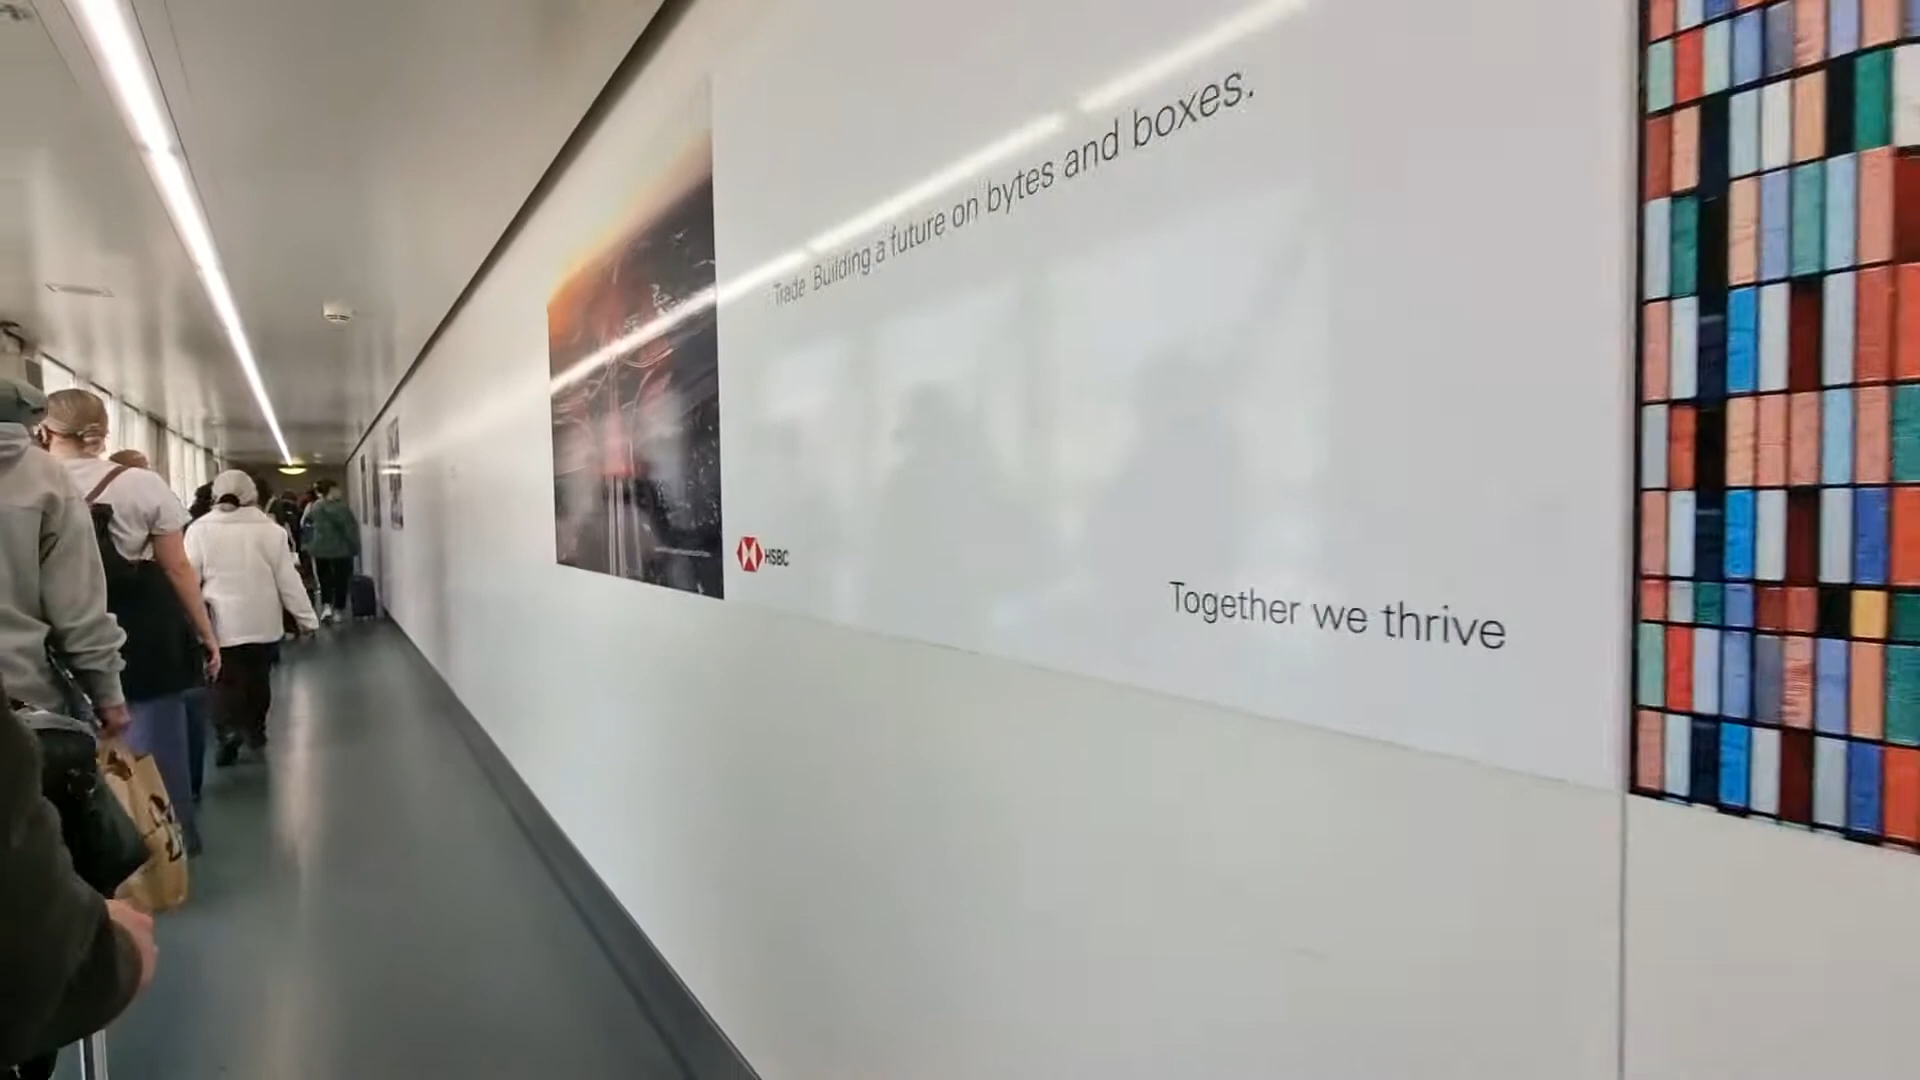 Trade Building a future on bytes and boxes.
HSBC
Together we thrive